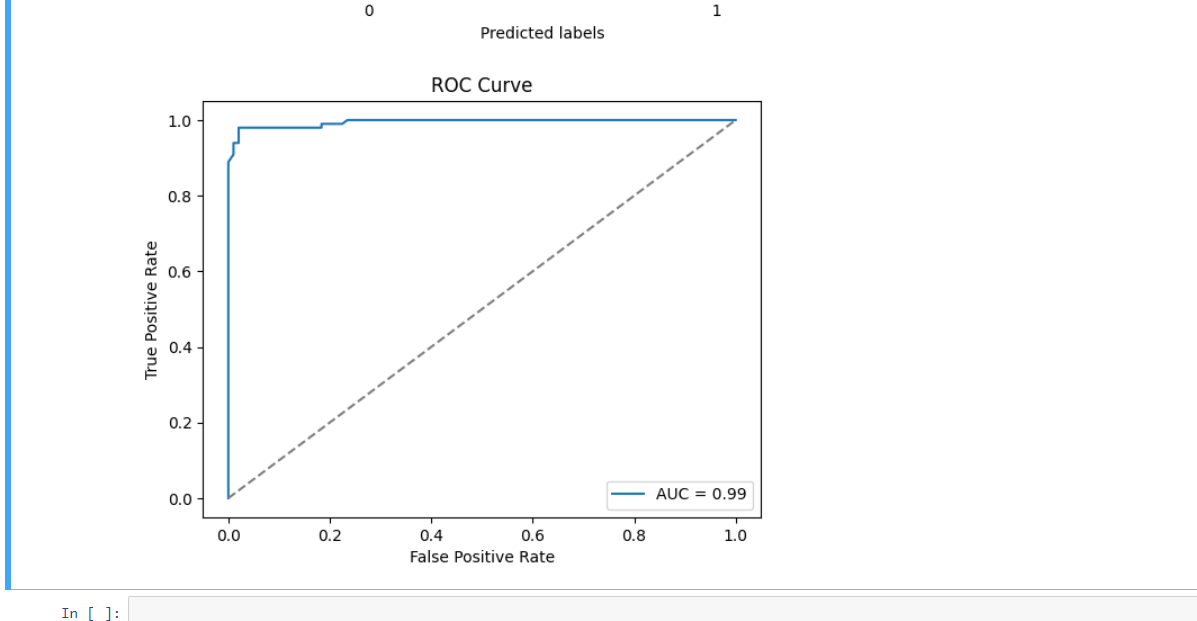 0 1
Predicted labels
ROC Curve
True Positive Rate
1.0
0.8
0.6
0.4
0.2
0.0
AUC = 0.99
0.0 0.2 0.4 0.6 0.8 1.0
False Positive Rate
In [ ]: